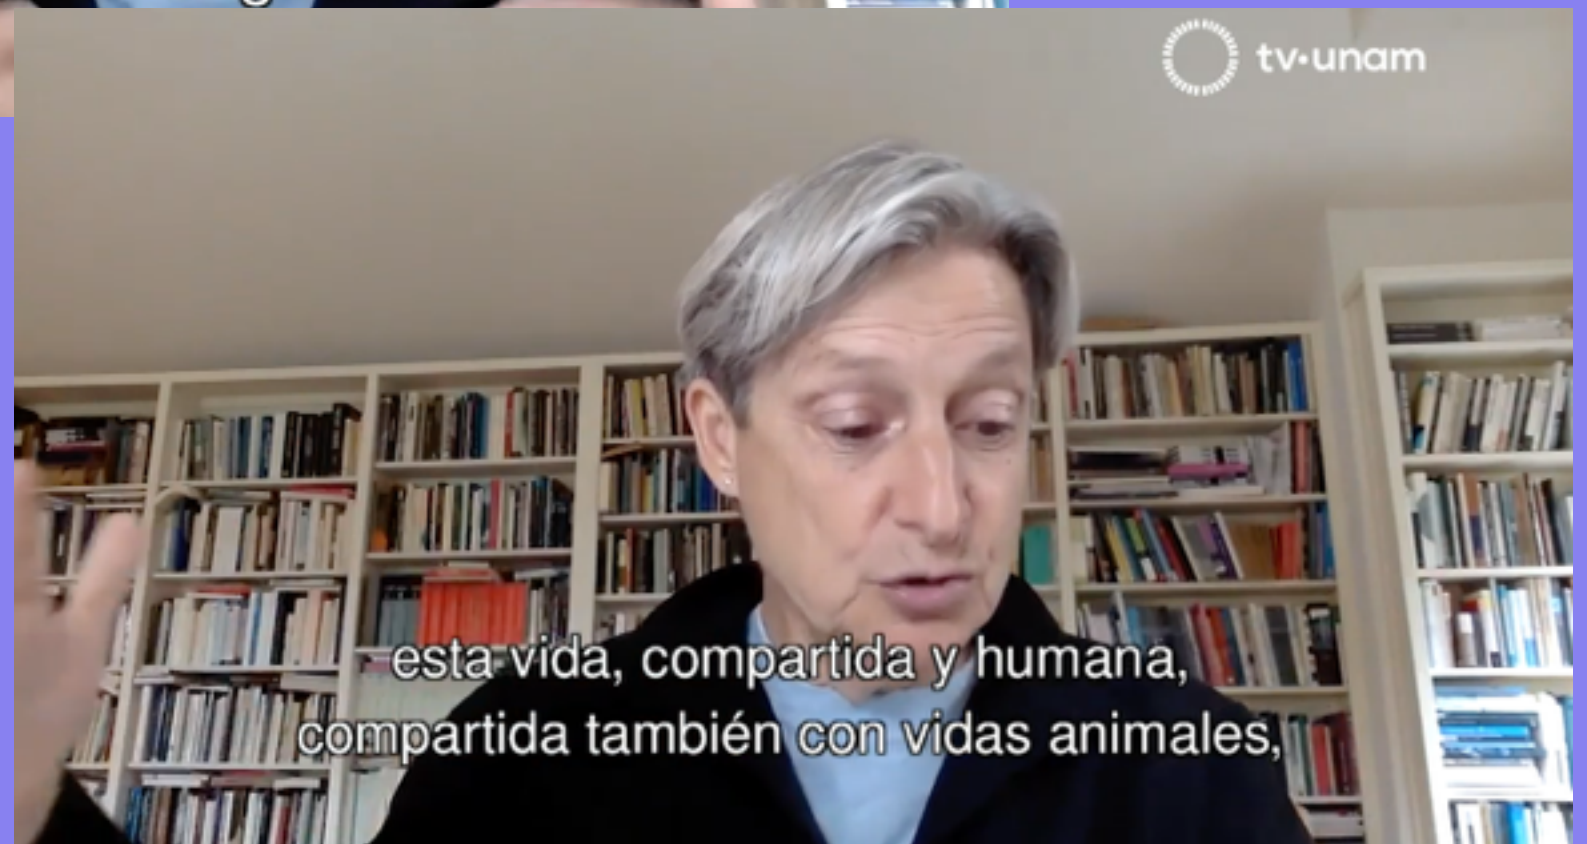 tv·unam
esta vida, compartida y humana,
compartida también con vidas animales,